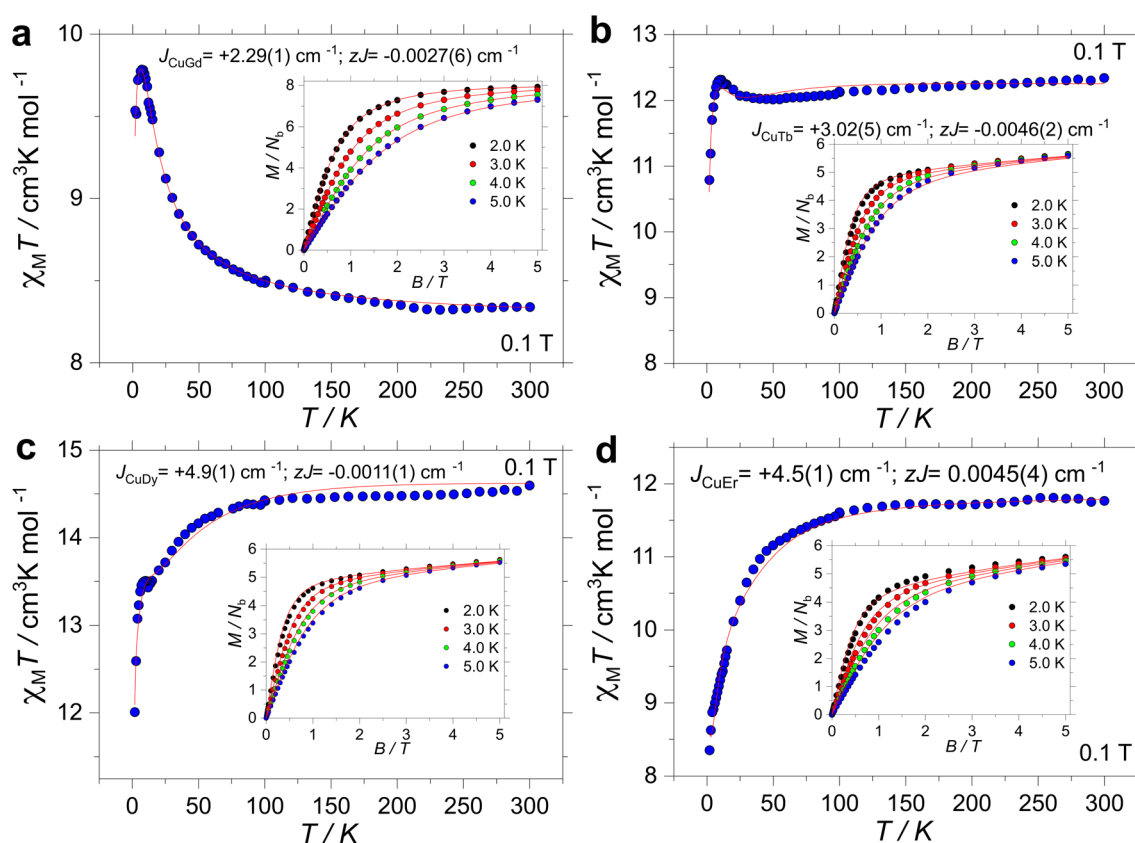 a
J_CuGd= +2.29(1) cm⁻¹; zJ= -0.0027(6) cm⁻¹
χ_M T / cm³K mol⁻¹
10
9
8
0 50 100 150 200 250 300
T / K
0.1 T
M / N_b
8
6
4
2
0
0 1 2 3 4 5
B / T
2.0 K
3.0 K
4.0 K
5.0 K
b
0.1 T
J_CuTb= +3.02(5) cm⁻¹; zJ= -0.0046(2) cm⁻¹
χ_M T / cm³K mol⁻¹
13
12
11
10
9
8
0 50 100 150 200 250 300
T / K
M / N_b
6
5
4
3
2
1
0
0 1 2 3 4 5
B / T
2.0 K
3.0 K
4.0 K
5.0 K
c
J_CuDy= +4.9(1) cm⁻¹; zJ= -0.0011(1) cm⁻¹
0.1 T
χ_M T / cm³K mol⁻¹
15
14
13
12
0 50 100 150 200 250 300
T / K
M / N_b
6
5
4
3
2
1
0
0 1 2 3 4 5
B / T
2.0 K
3.0 K
4.0 K
5.0 K
d
J_CuEr= +4.5(1) cm⁻¹; zJ= 0.0045(4) cm⁻¹
χ_M T / cm³K mol⁻¹
12
11
10
9
8
0 50 100 150 200 250 300
T / K
0.1 T
M / N_b
6
5
4
3
2
1
0
0 1 2 3 4 5
B / T
2.0 K
3.0 K
4.0 K
5.0 K